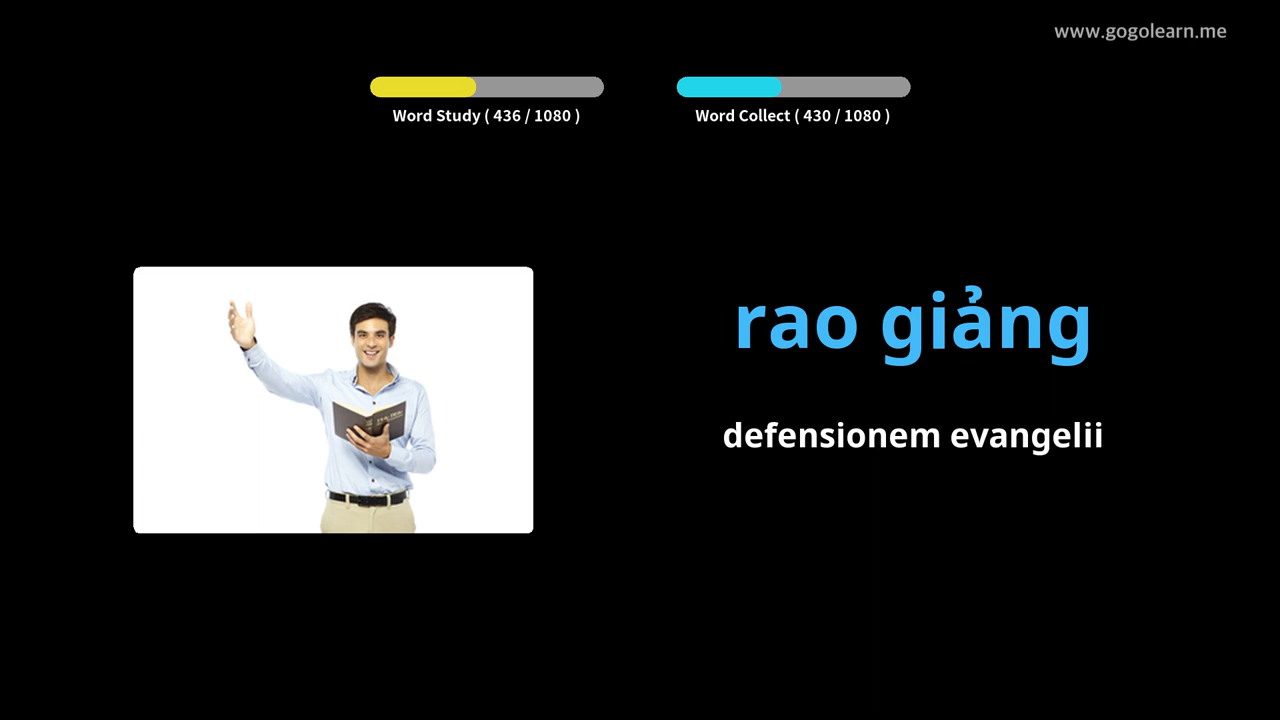 www.gogolearn.me
Word Study ( 436 / 1080 )
Word Collect ( 430 / 1080 )
rao giảng
defensionem evangelii